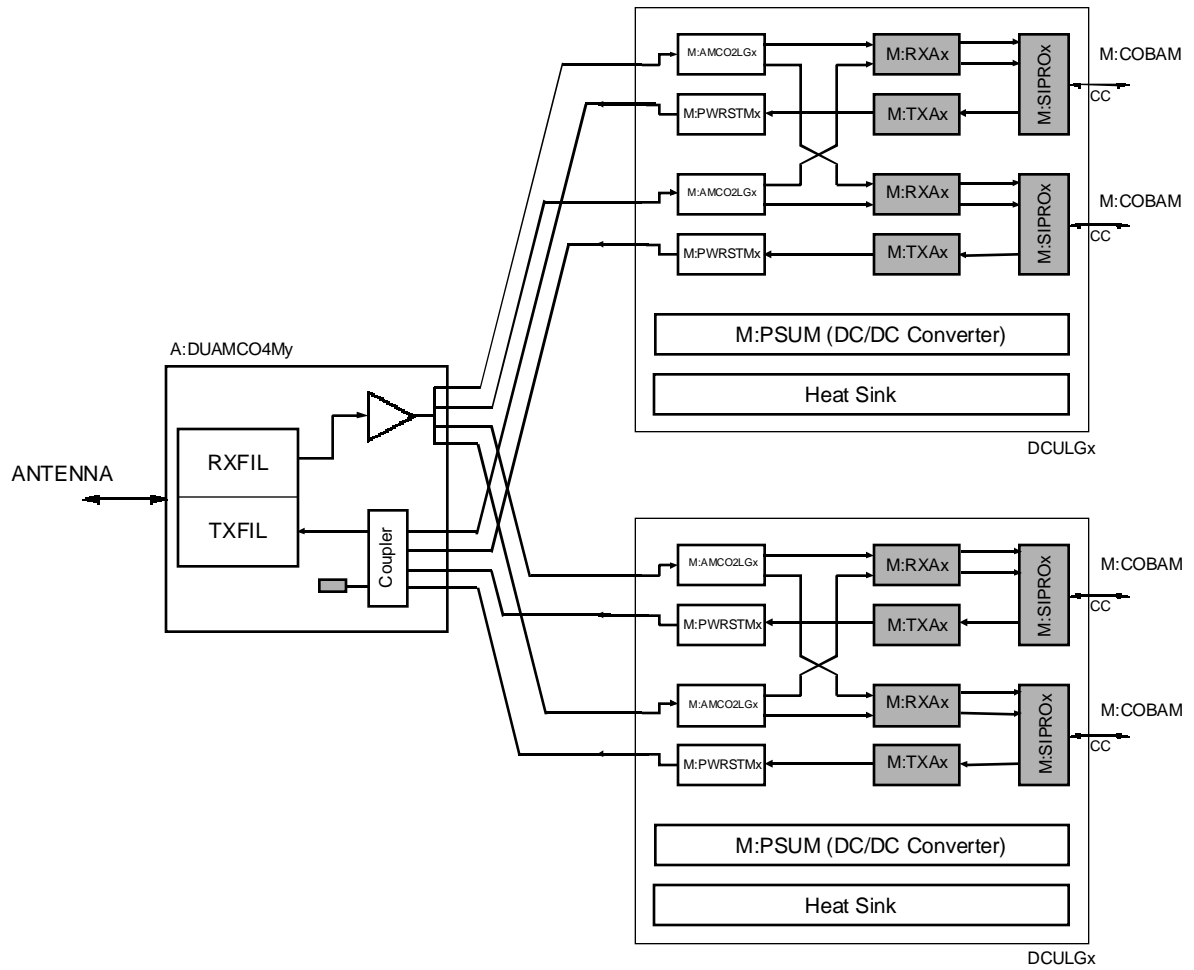 M:AMCO2LGx
M:RXAx
M:SIPROx
M:COBAM
CC
M:PWRSTMx
M:TXAx
M:AMCO2LGx
M:RXAx
M:SIPROx
M:COBAM
CC
M:PWRSTMx
M:TXAx
M:PSUM (DC/DC Converter)
Heat Sink
DCULGx
A:DUAMCO4My
RXFIL
ANTENNA
TXFIL
Coupler
M:AMCO2LGx
M:RXAx
M:SIPROx
M:COBAM
CC
M:PWRSTMx
M:TXAx
M:AMCO2LGx
M:RXAx
M:SIPROx
M:COBAM
CC
M:PWRSTMx
M:TXAx
M:PSUM (DC/DC Converter)
Heat Sink
DCULGx